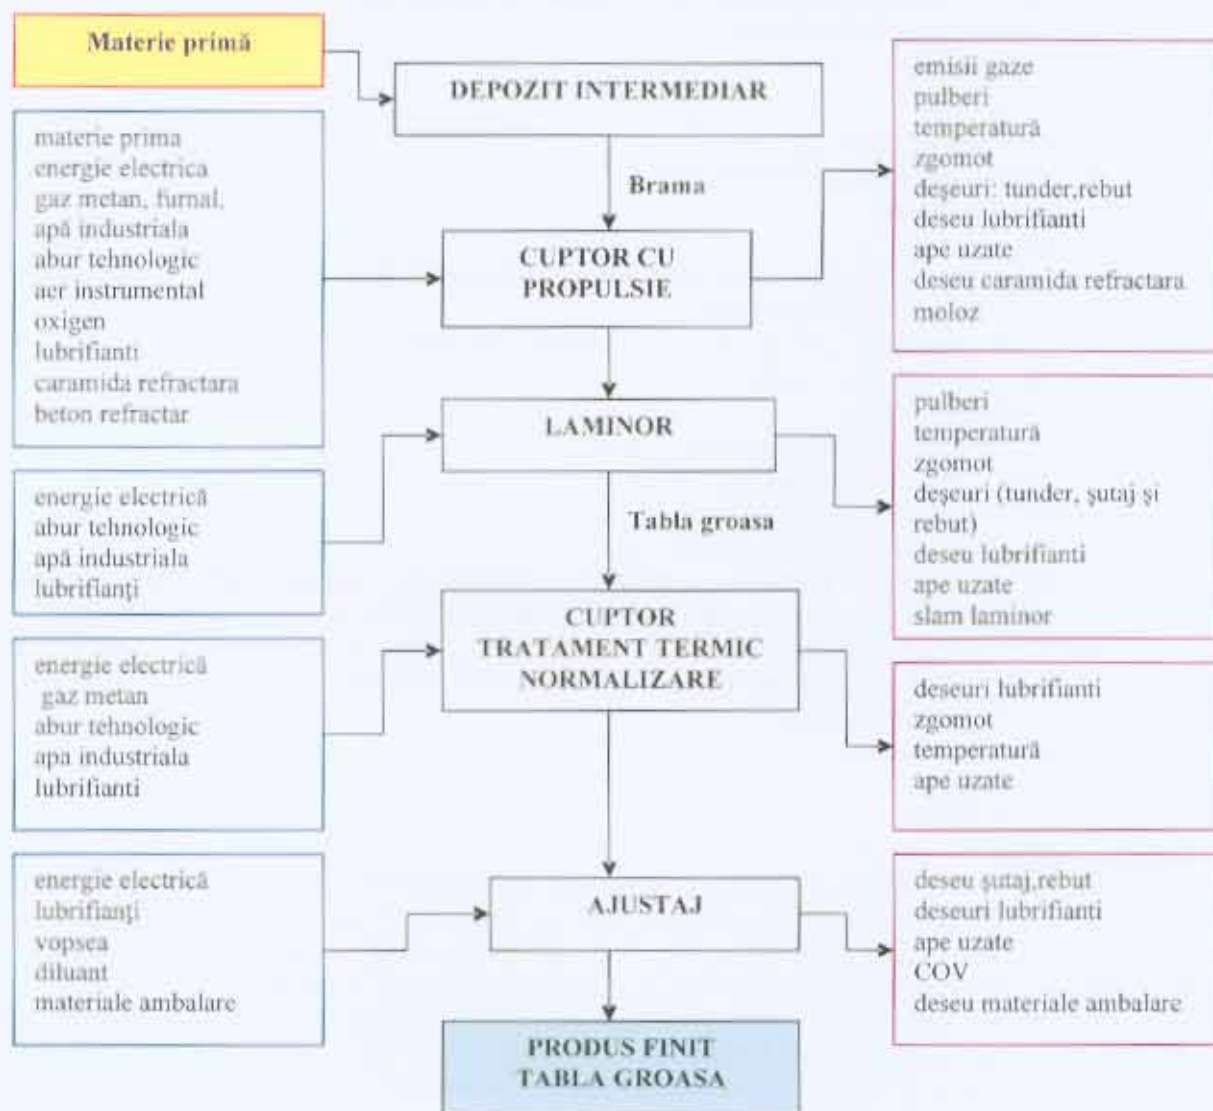 Materie primă
DEPOZIT INTERMEDIAR
materie prima
energie electrica
gaz metan, furnal,
apă industriala
abur tehnologic
aer instrumental
oxigen
lubrifianti
caramida refractara
beton refractar
Brama
CUPTOR CU
PROPULSIE
emisii gaze
pulberi
temperatură
zgomot
deşeuri: tunder,rebut
deseu lubrifianti
ape uzate
deseu caramida refractara
moloz
energie electrică
abur tehnologic
apă industriala
lubrifianţi
LAMINOR
Tabla groasa
pulberi
temperatură
zgomot
deşeuri (tunder, şutaj şi
rebut)
deseu lubrifianti
ape uzate
slam laminor
energie electrică
gaz metan
abur tehnologic
apa industriala
lubrifianti
CUPTOR
TRATAMENT TERMIC
NORMALIZARE
deseuri lubrifianti
zgomot
temperatură
ape uzate
energie electrică
lubrifianţi
vopsea
diluant
materiale ambalare
AJUSTAJ
deseu şutaj,rebut
deseuri lubrifianti
ape uzate
COV
deseu materiale ambalare
PRODUS FINIT
TABLA GROASA